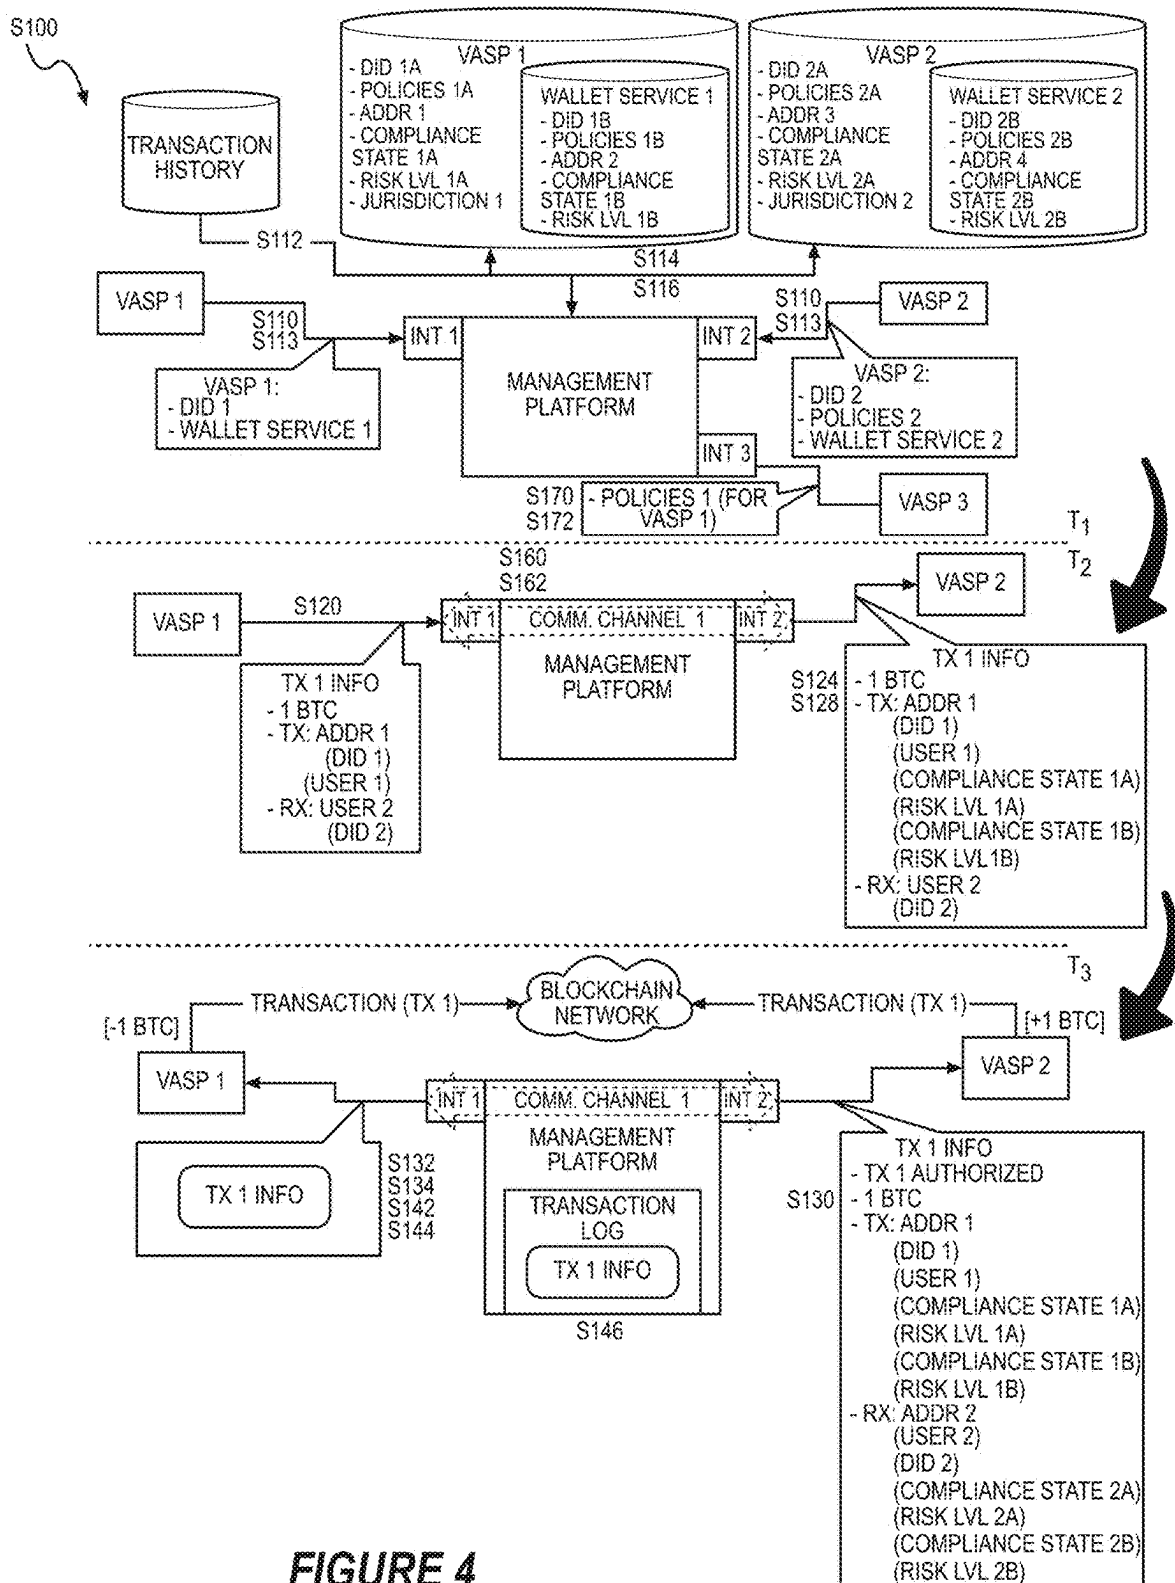 S100
TRANSACTION
HISTORY
VASP 1
- DID 1A
- POLICIES 1A
- ADDR 1
- COMPLIANCE
STATE 1A
- RISK LVL 1A
- JURISDICTION 1
WALLET SERVICE 1
- DID 1B
- POLICIES 1B
- ADDR 2
- COMPLIANCE
STATE 1B
- RISK LVL 1B
VASP 2
- DID 2A
- POLICIES 2A
- ADDR 3
- COMPLIANCE
STATE 2A
- RISK LVL 2A
- JURISDICTION 2
WALLET SERVICE 2
- DID 2B
- POLICIES 2B
- ADDR 4
- COMPLIANCE
STATE 2B
- RISK LVL 2B
S112
S114
S116
VASP 1
S110
S113
INT 1
MANAGEMENT
PLATFORM
INT 2
INT 3
S110
S113
VASP 2
VASP 1:
- DID 1
- WALLET SERVICE 1
VASP 2:
- DID 2
- POLICIES 2
- WALLET SERVICE 2
S170
S172
- POLICIES 1 (FOR
VASP 1)
VASP 3
T1
T2
S160
S162
VASP 1
S120
INT 1
COMM. CHANNEL 1
INT 2
MANAGEMENT
PLATFORM
VASP 2
TX 1 INFO
- 1 BTC
- TX: ADDR 1
(DID 1)
(USER 1)
- RX: USER 2
(DID 2)
S124
S128
TX 1 INFO
- 1 BTC
- TX: ADDR 1
(DID 1)
(USER 1)
(COMPLIANCE STATE 1A)
(RISK LVL 1A)
(COMPLIANCE STATE 1B)
(RISK LVL1B)
- RX: USER 2
(DID 2)
T3
[-1 BTC]
TRANSACTION (TX 1)
BLOCKCHAIN
NETWORK
TRANSACTION (TX 1)
[+1 BTC]
VASP 1
INT 1
COMM. CHANNEL 1
INT 2
VASP 2
MANAGEMENT
PLATFORM
TX 1 INFO
S132
S134
S142
S144
TRANSACTION
LOG
TX 1 INFO
S146
S130
TX 1 INFO
- TX 1 AUTHORIZED
- 1 BTC
- TX: ADDR 1
(DID 1)
(USER 1)
(COMPLIANCE STATE 1A)
(RISK LVL 1A)
(COMPLIANCE STATE 1B)
(RISK LVL 1B)
- RX: ADDR 2
(USER 2)
(DID 2)
(COMPLIANCE STATE 2A)
(RISK LVL 2A)
(COMPLIANCE STATE 2B)
(RISK LVL 2B)
FIGURE 4